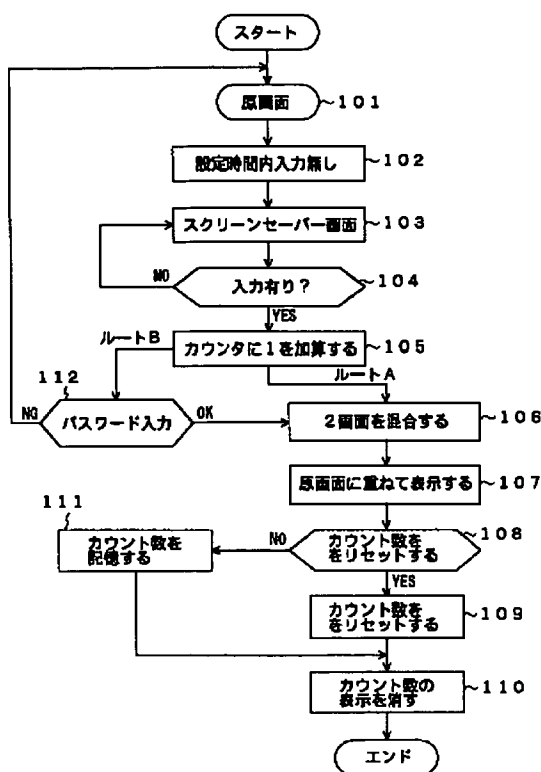 スタート
原画面
101
設定時間内入力無し
102
スクリーンセーバー画面
103
NO
入力有り？
104
YES
ルートB
カウンタに１を加算する
105
ルートA
112
NG
パスワード入力
OK
２画面を混合する
106
原画面に重ねて表示する
107
111
カウント数を
記憶する
NO
カウント数を
をリセットする
108
YES
カウント数を
をリセットする
109
カウント数の
表示を消す
110
エンド